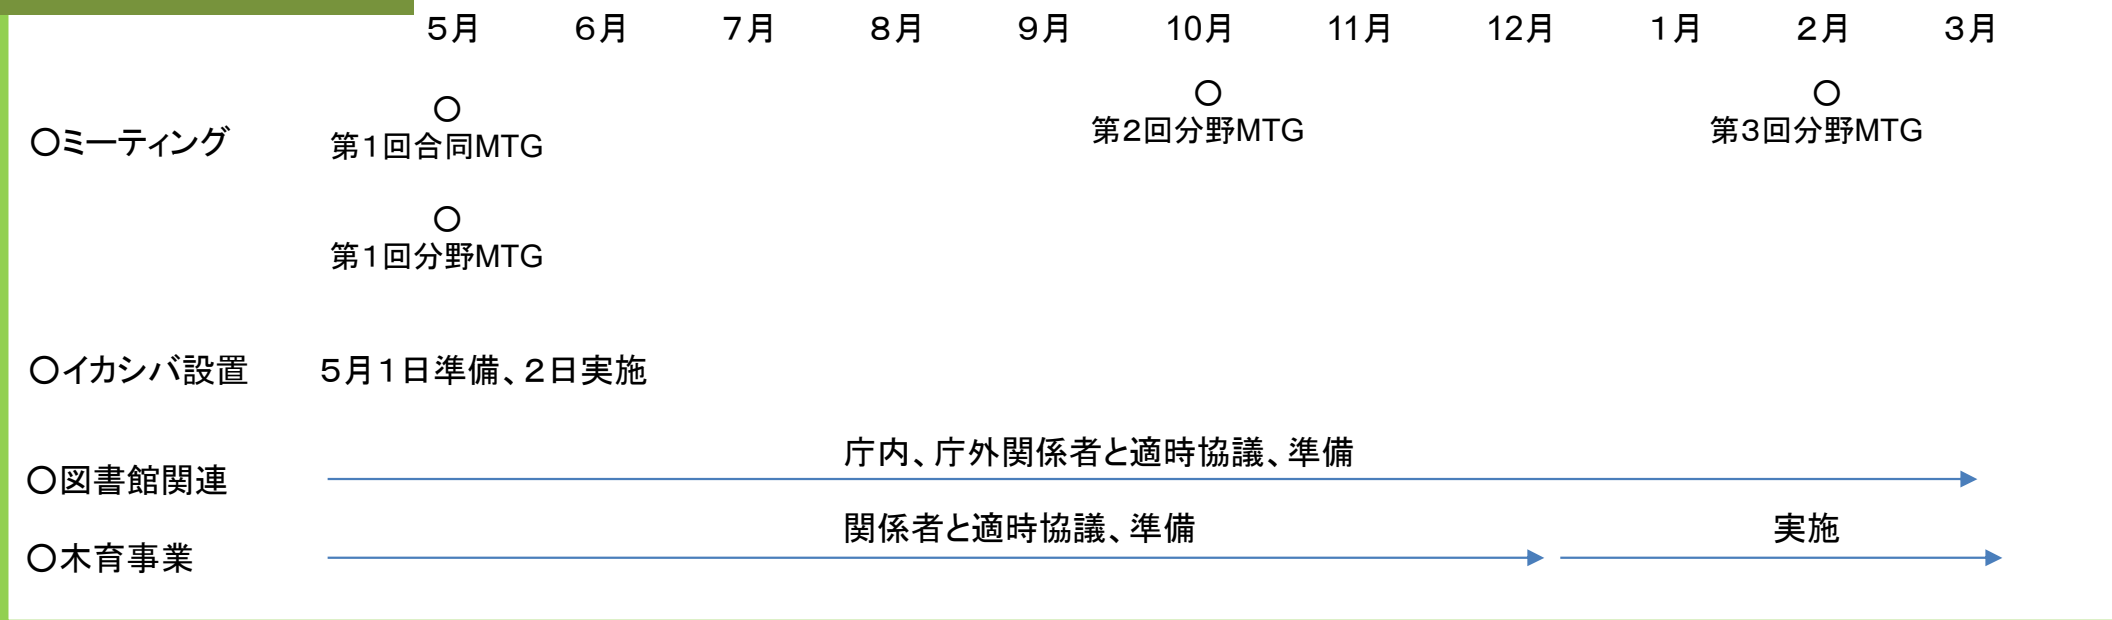 ５月 ６月 ７月 ８月 ９月 10月 11月 12月 １月 ２月 ３月
○ ○ ○
○ミーティング 第１回合同MTG 第２回分野MTG 第３回分野MTG
○
第１回分野MTG
○イカシバ設置 ５月１日準備、２日実施
庁内、庁外関係者と適時協議、準備
○図書館関連
関係者と適時協議、準備 実施
○木育事業